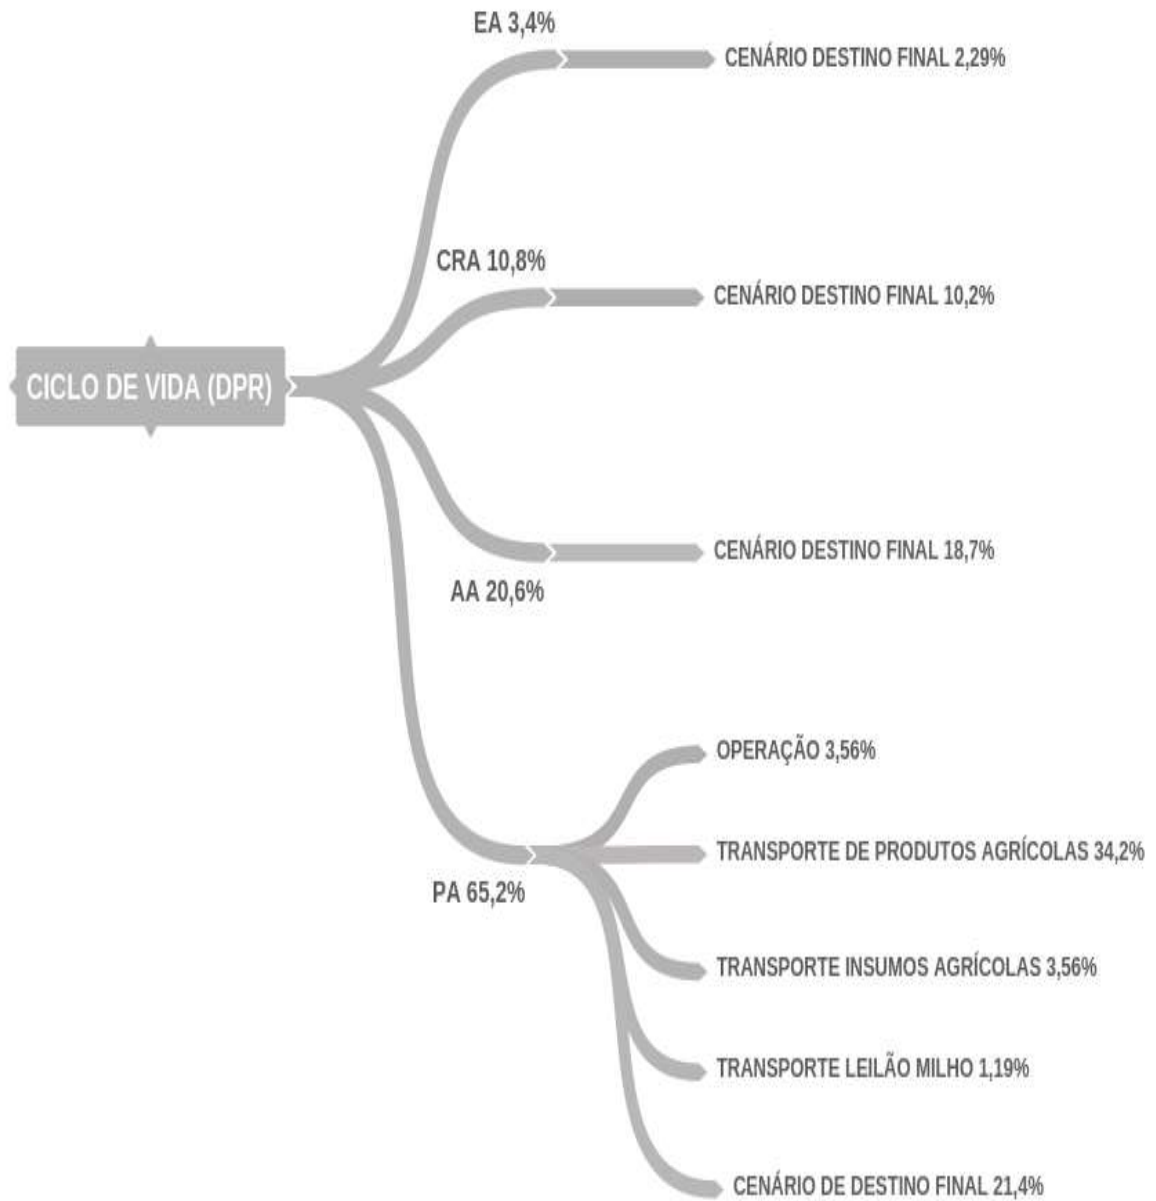 EA 3,4%
CENÁRIO DESTINO FINAL 2,29%
CRA 10,8%
CENÁRIO DESTINO FINAL 10,2%
CICLO DE VIDA (DPR)
CENÁRIO DESTINO FINAL 18,7%
AA 20,6%
OPERAÇÃO 3,56%
TRANSPORTE DE PRODUTOS AGRÍCOLAS 34,2%
PA 65,2%
TRANSPORTE INSUMOS AGRÍCOLAS 3,56%
TRANSPORTE LEILÃO MILHO 1,19%
CENÁRIO DE DESTINO FINAL 21,4%